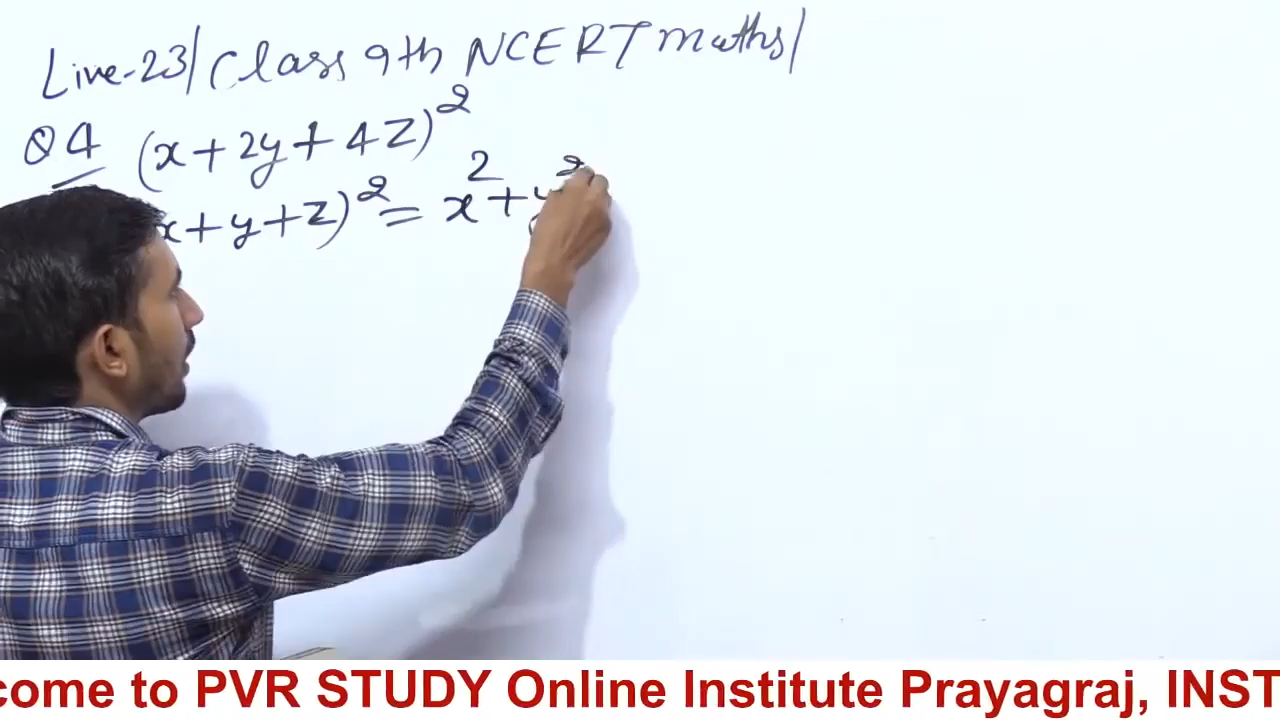 Live-23/Class 9th NCERT maths/
Q4 (x+2y+4z)²
x+y+z)² = x²+y²
come to PVR STUDY Online Institute Prayagraj, INST